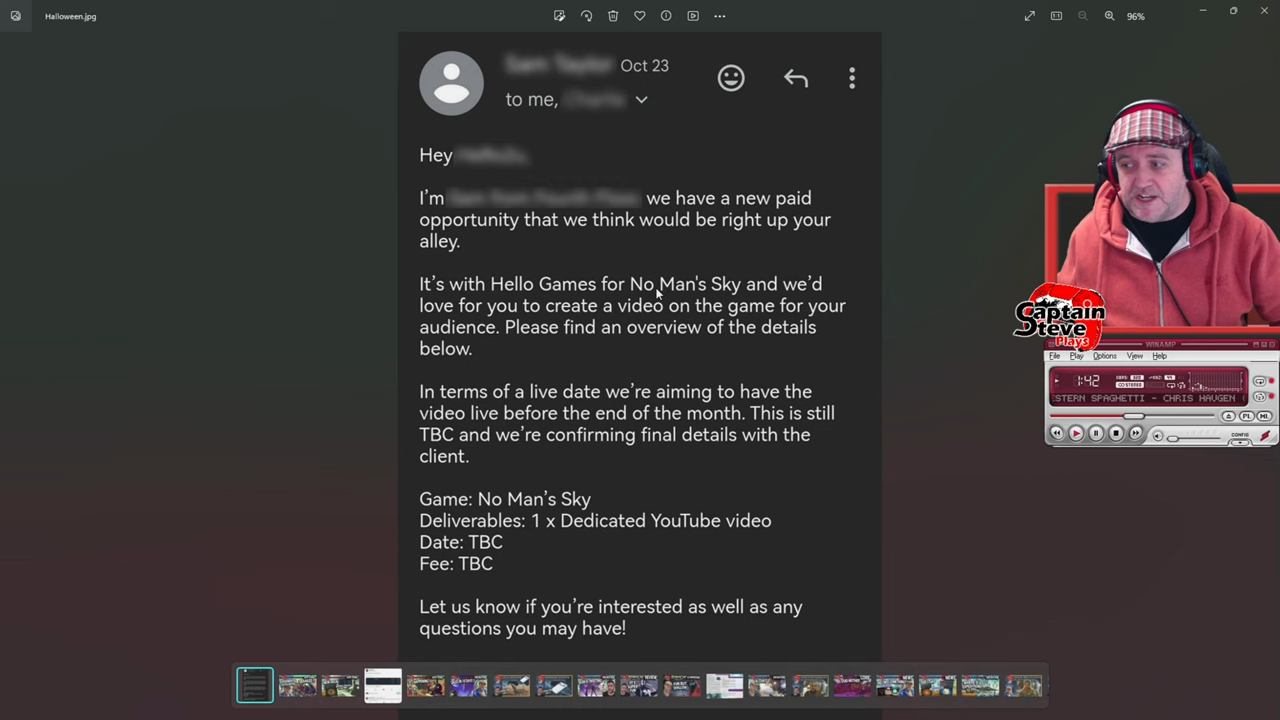 Halloween.jpg
96%
Oct 23
to me,
Hey
I'm we have a new paid
opportunity that we think would be right up your
alley.
It's with Hello Games for No Man's Sky and we'd
love for you to create a video on the game for your
audience. Please find an overview of the details
below.
In terms of a live date we're aiming to have the
video live before the end of the month. This is still
TBC and we're confirming final details with the
client.
Game: No Man's Sky
Deliverables: 1 x Dedicated YouTube video
Date: TBC
Fee: TBC
Let us know if you're interested as well as any
questions you may have!
Captain
Steve
Plays
WINAMP
File Play Options View Help
1:42
STEREO
STERN SPAGHETTI - CHRIS HAUGEN (
PL ML
CONFIG